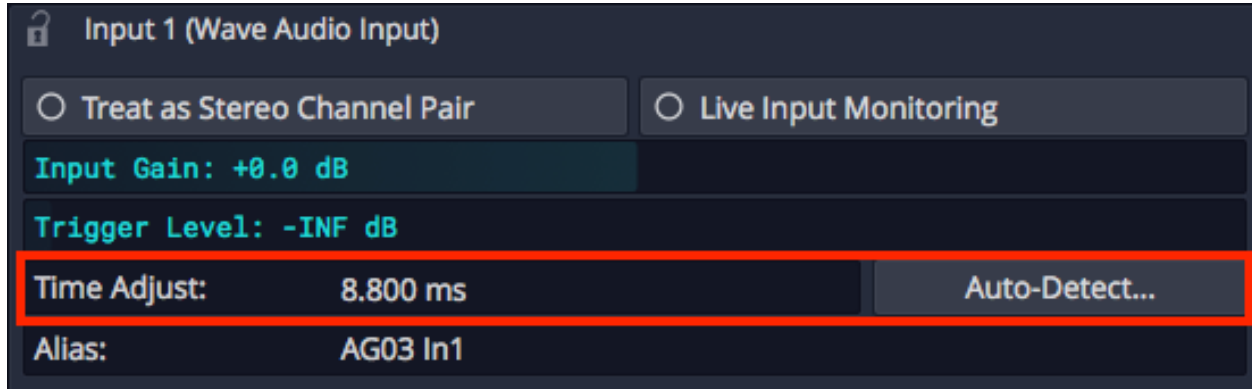 Input 1 (Wave Audio Input)
Treat as Stereo Channel Pair Live Input Monitoring
Input Gain: +0.0 dB
Trigger Level: -INF dB
Time Adjust: 8.800 ms Auto-Detect...
Alias: AG03 In1